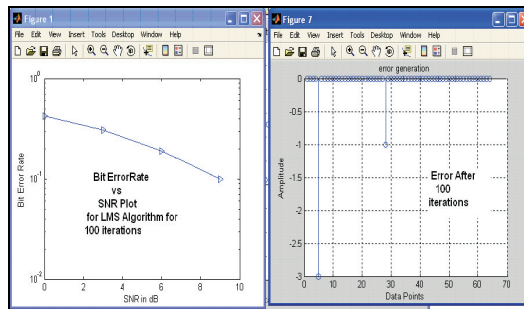 Figure 1
File Edit View Insert Tools Desktop Window Help
10^0
10^-1
10^-2
Bit Error Rate
Bit ErrorRate
vs
SNR Plot
for LMS Algorithm for
100 iterations
0 2 4 6 8 10
SNR in dB
Figure 7
File Edit View Insert Tools Desktop Window Help
error generation
0
-0.5
-1
-1.5
-2
-2.5
-3
Amplitude
Error After
100
iterations
0 10 20 30 40 50 60 70
Data Points